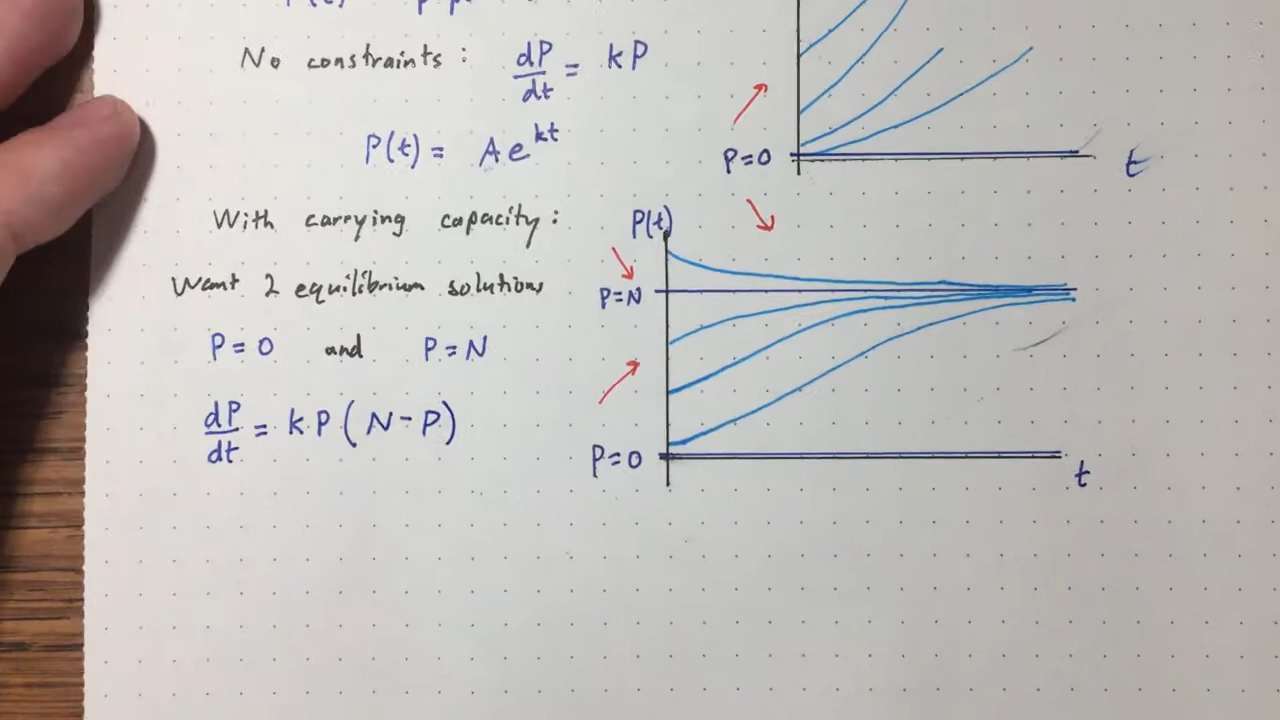 P(t)
No constraints: dP/dt = kP
P(t) = Ae^kt
P=0
t
With carrying capacity:
Want 2 equilibrium solutions
P = 0 and P = N
dP/dt = kP(N-P)
P(t)
P=N
P=0
t